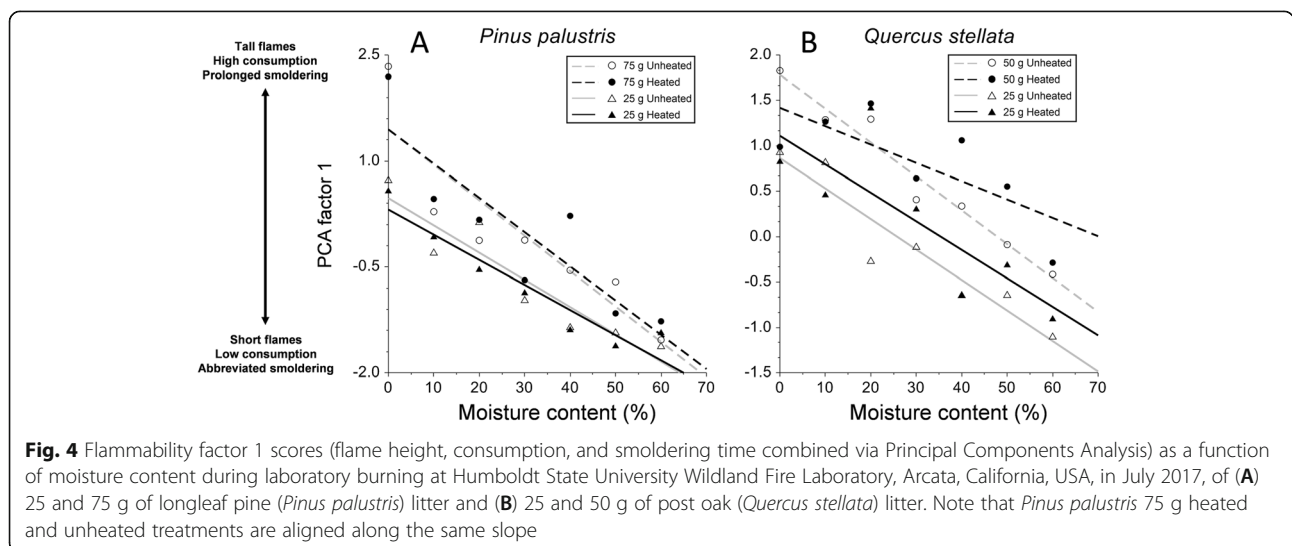 Tall flames
High consumption
Prolonged smoldering
Short flames
Low consumption
Abbreviated smoldering
A
Pinus palustris
75 g Unheated
75 g Heated
25 g Unheated
25 g Heated
PCA factor 1
2.5
1.0
-0.5
-2.0
0 10 20 30 40 50 60 70
Moisture content (%)
B
Quercus stellata
50 g Unheated
50 g Heated
25 g Unheated
25 g Heated
2.0
1.5
1.0
0.5
0.0
-0.5
-1.0
-1.5
0 10 20 30 40 50 60 70
Moisture content (%)
Fig. 4 Flammability factor 1 scores (flame height, consumption, and smoldering time combined via Principal Components Analysis) as a function
of moisture content during laboratory burning at Humboldt State University Wildland Fire Laboratory, Arcata, California, USA, in July 2017, of (A)
25 and 75 g of longleaf pine (Pinus palustris) litter and (B) 25 and 50 g of post oak (Quercus stellata) litter. Note that Pinus palustris 75 g heated
and unheated treatments are aligned along the same slope